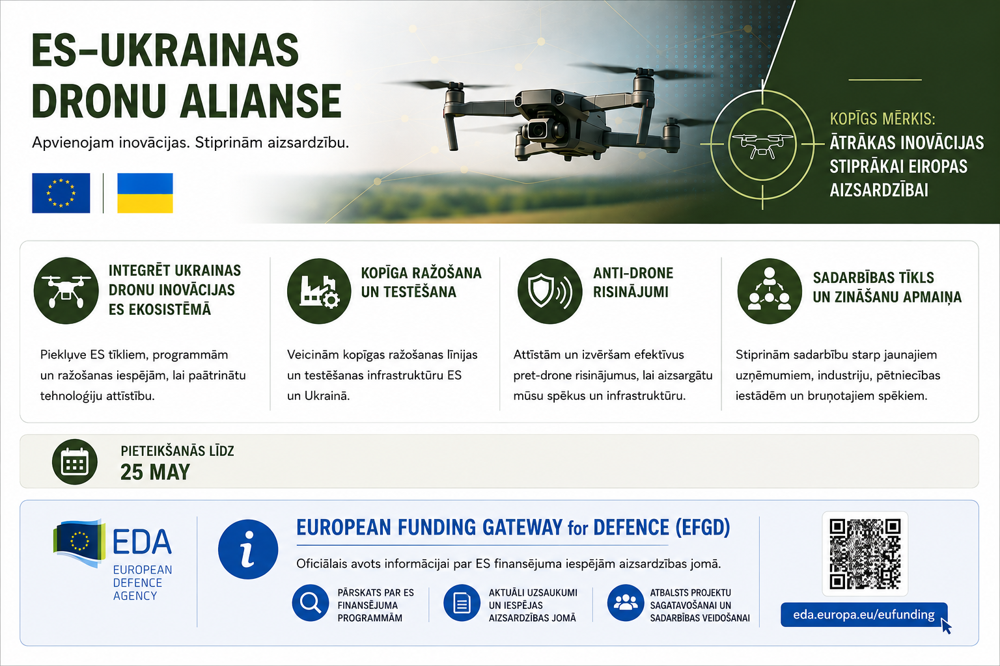 ES–UKRAINAS
DRONU ALIANSE
Apvienojam inovācijas. Stiprinām aizsardzību.
KOPĪGS MĒRĶIS:
ĀTRĀKAS INOVĀCIJAS
STIPRĀKAI EIROPAS
AIZSARDZĪBAI
INTEGRĒT UKRAINAS
DRONU INOVĀCIJAS
ES EKOSISTĒMĀ
Piekļuve ES tīkliem, programmām
un ražošanas iespējām, lai paātrinātu
tehnoloģiju attīstību.
KOPĪGA RAŽOŠANA
UN TESTĒŠANA
Veicinām kopīgas ražošanas līnijas
un testēšanas infrastruktūru ES
un Ukrainā.
ANTI-DRONE
RISINĀJUMI
Attīstām un izvēršam efektīvus
pret-drone risinājumus, lai aizsargātu
mūsu spēkus un infrastruktūru.
SADARBĪBAS TĪKLS
UN ZINĀŠANU APMAIŅA
Stiprinām sadarbību starp jaunajiem
uzņēmumiem, industriju, pētniecības
iestādēm un bruņotajiem spēkiem.
PIETEIKŠANĀS LĪDZ
25 MAY
EDA
EUROPEAN
DEFENCE
AGENCY
EUROPEAN FUNDING GATEWAY for DEFENCE (EFGD)
Oficiālais avots informācijai par ES finansējuma iespējām aizsardzības jomā.
PĀRSKATS PAR ES
FINANSĒJUMA
PROGRAMMĀM
AKTUĀLI UZSAUKUMI
UN IESPĒJAS
AIZSARDZĪBAS JOMĀ
ATBALSTS PROJEKTU
SAGATAVOŠANAI UN
SADARBĪBAS VEIDOŠANAI
eda.europa.eu/eufunding